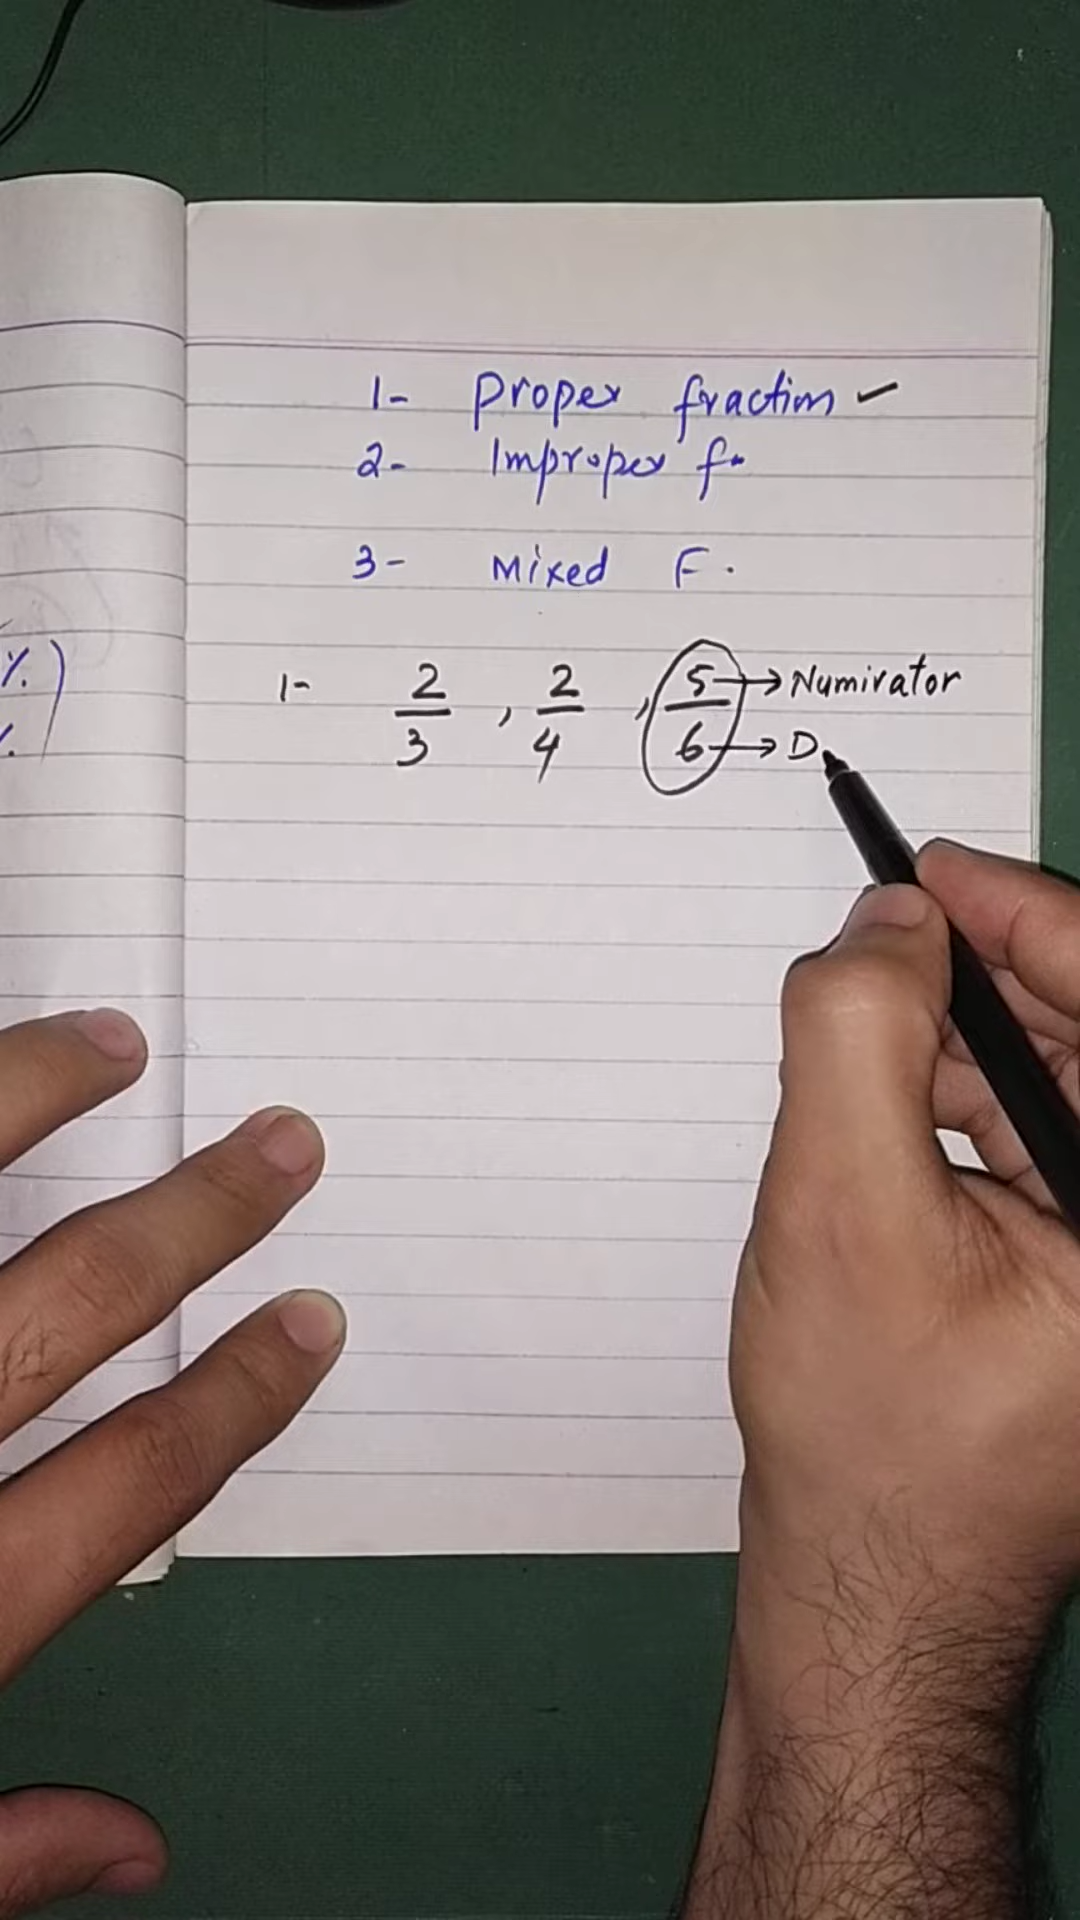 1- Proper fraction
2- Improper f.
3- Mixed F.
1- 2/3 , 2/4 , 5/6 → Numirator
→ D
%